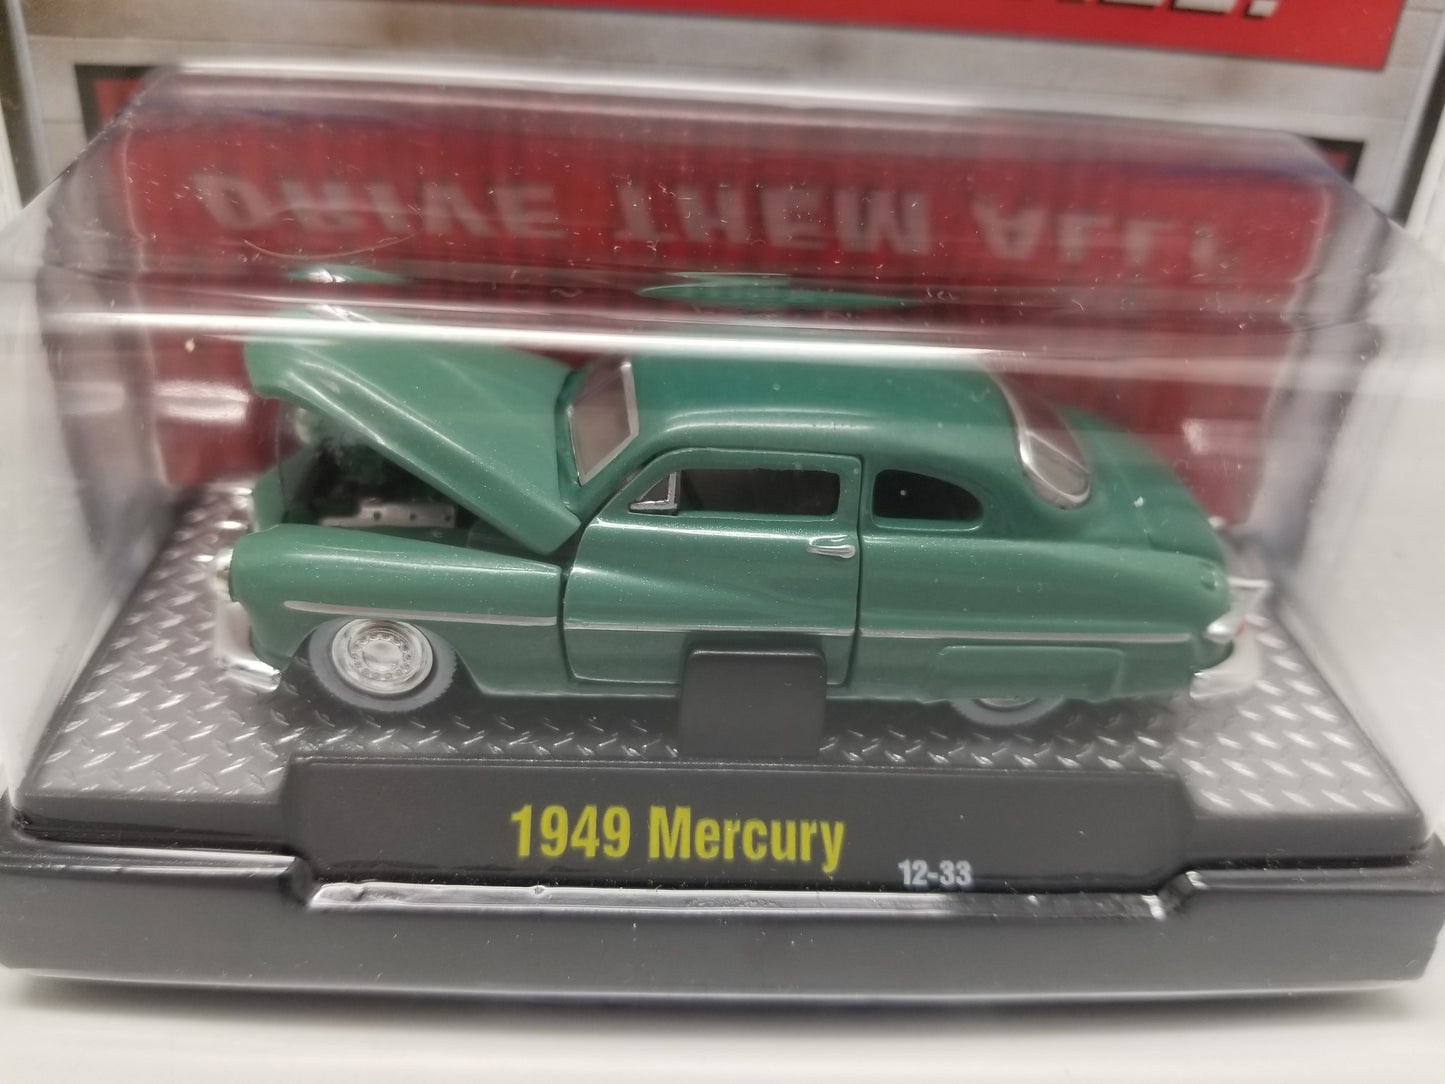 DRIVE THEM ALL!
1949 Mercury
12-33